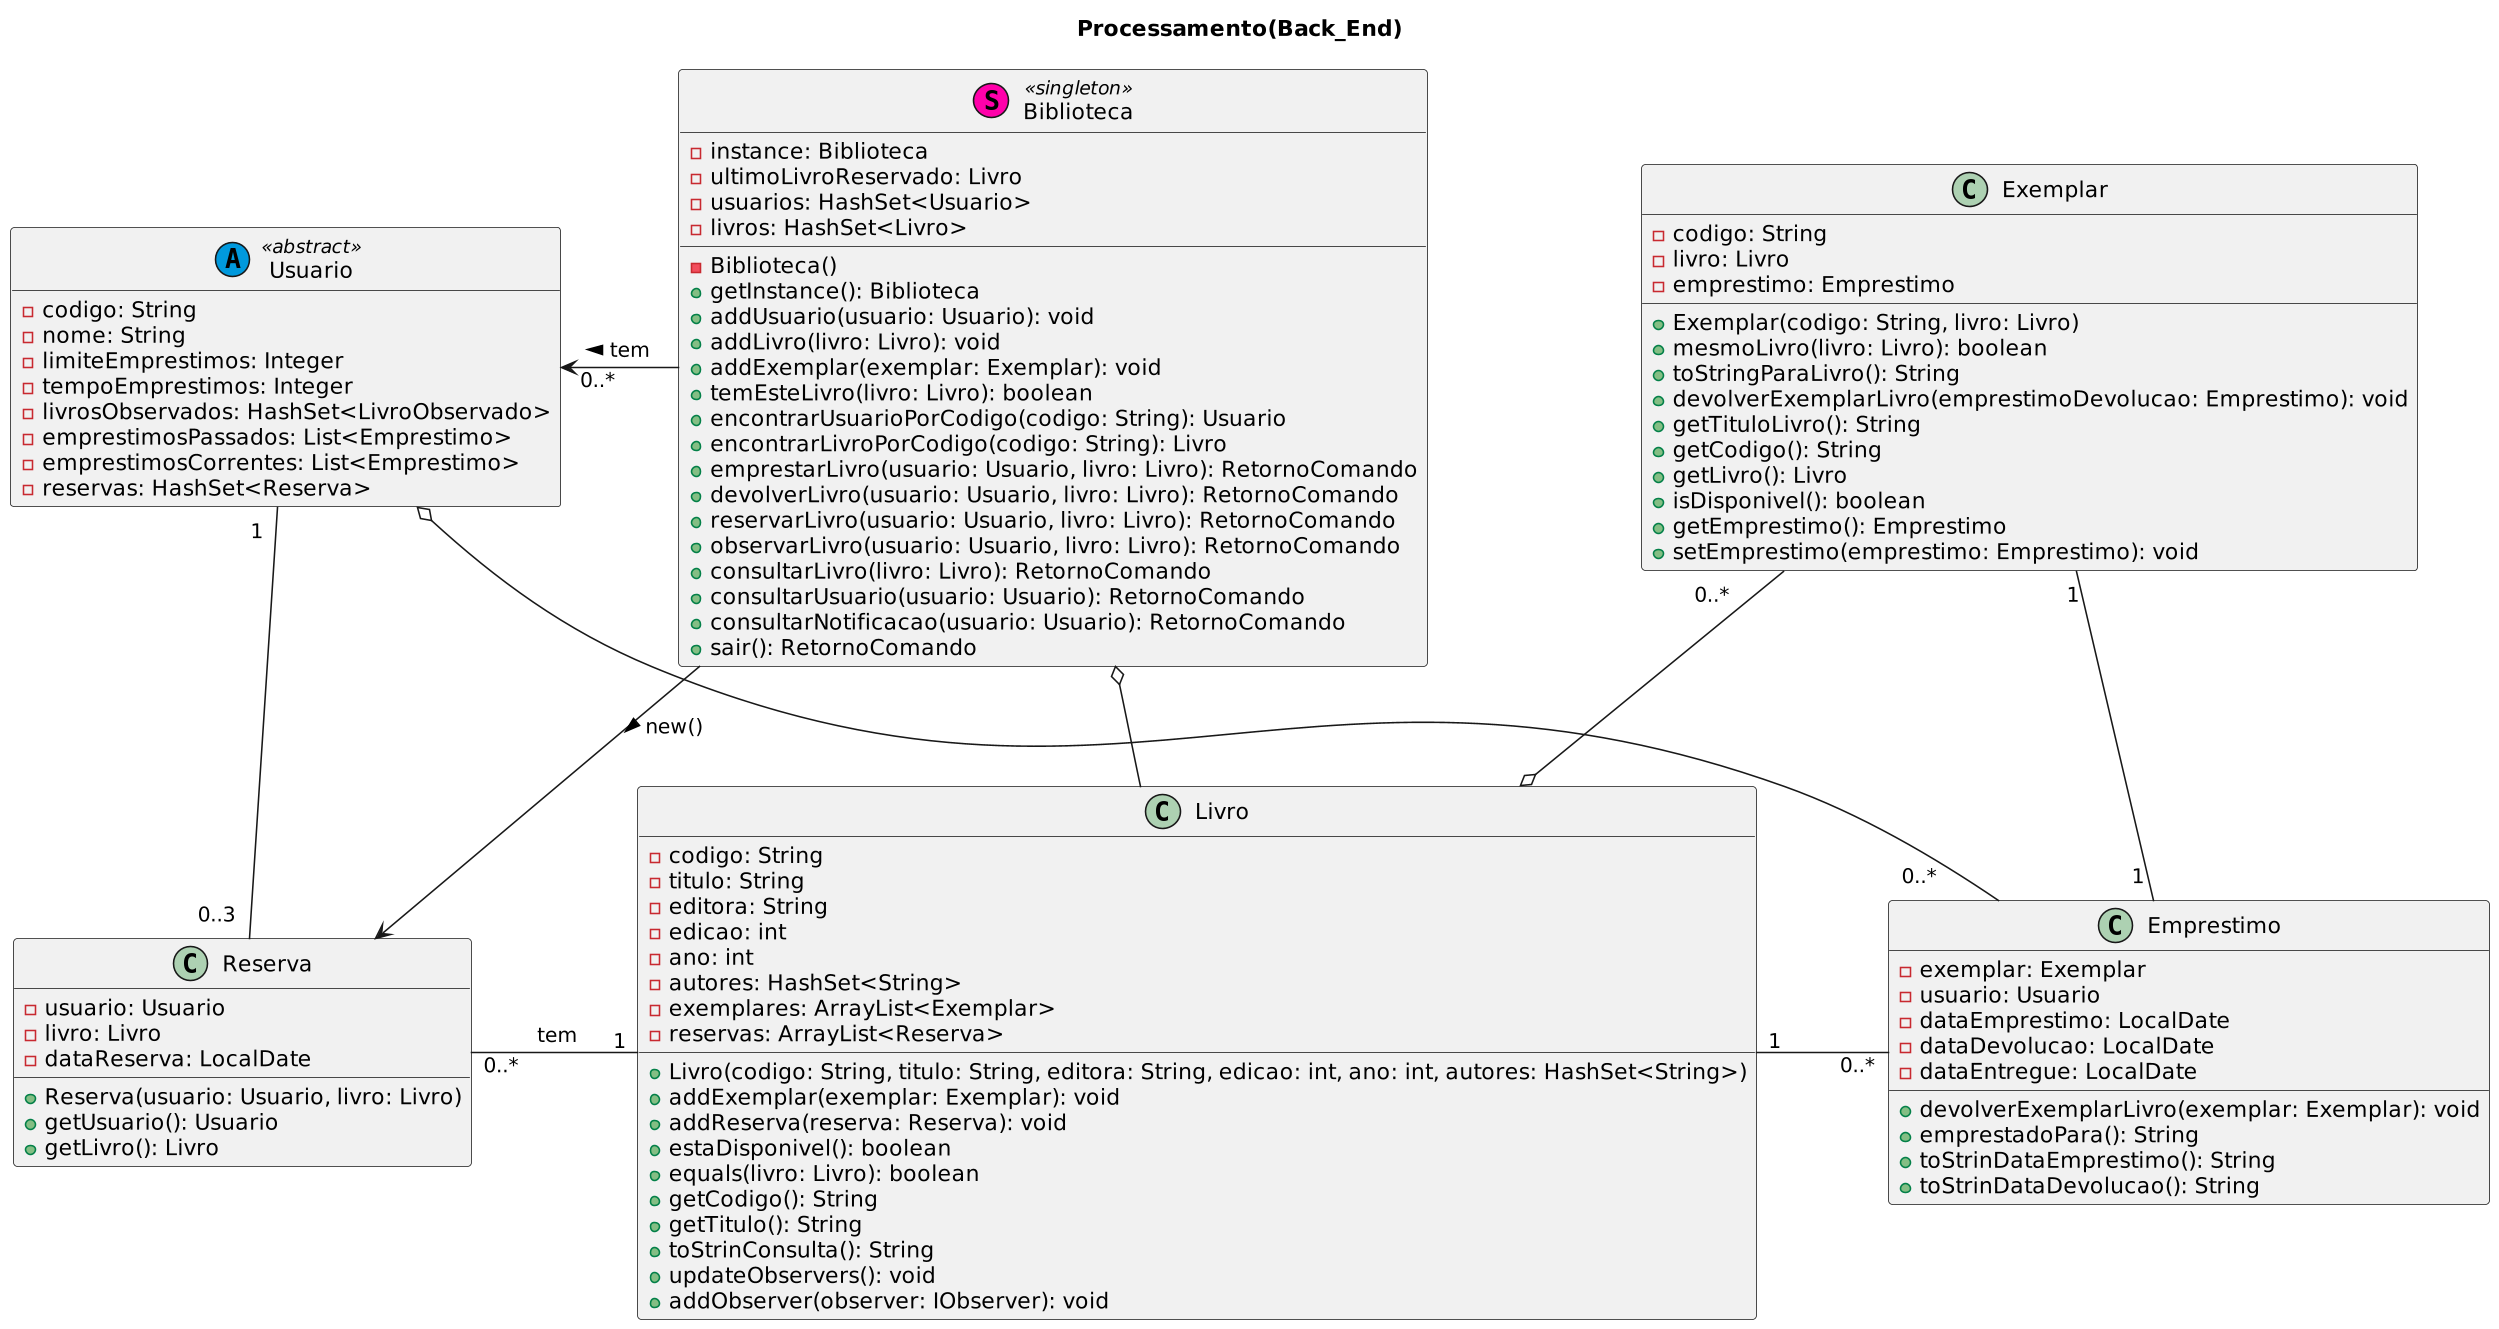 Processamento(Back_End)
«singleton»
S
Biblioteca
instance: Biblioteca
ultimoLivroReservado: Livro
usuarios: HashSet<Usuario>
livros: HashSet<Livro>
Biblioteca()
getInstance(): Biblioteca
addUsuario(usuario: Usuario): void
addLivro(livro: Livro): void
addExemplar(exemplar: Exemplar): void
temEsteLivro(livro: Livro): boolean
encontrarUsuarioPorCodigo(codigo: String): Usuario
encontrarLivroPorCodigo(codigo: String): Livro
emprestarLivro(usuario: Usuario, livro: Livro): RetornoComando
devolverLivro(usuario: Usuario, livro: Livro): RetornoComando
reservarLivro(usuario: Usuario, livro: Livro): RetornoComando
observarLivro(usuario: Usuario, livro: Livro): RetornoComando
consultarLivro(livro: Livro): RetornoComando
consultarUsuario(usuario: Usuario): RetornoComando
consultarNotificacao(usuario: Usuario): RetornoComando
sair(): RetornoComando
C Exemplar
codigo: String
livro: Livro
emprestimo: Emprestimo
Exemplar(codigo: String, livro: Livro)
mesmoLivro(livro: Livro): boolean
toStringParaLivro(): String
devolverExemplarLivro(emprestimoDevolucao: Emprestimo): void
getTituloLivro(): String
getCodigo(): String
getLivro(): Livro
isDisponivel(): boolean
getEmprestimo(): Emprestimo
setEmprestimo(emprestimo: Emprestimo): void
«abstract»
A
Usuario
codigo: String
nome: String
limiteEmprestimos: Integer
tempoEmprestimos: Integer
livrosObservados: HashSet<LivroObservado>
emprestimosPassados: List<Emprestimo>
emprestimosCorrentes: List<Emprestimo>
reservas: HashSet<Reserva>
tem
0..*
1
0..*
1
new()
0..3
0..*
1
C Livro
codigo: String
titulo: String
editora: String
edicao: int
ano: int
autores: HashSet<String>
exemplares: ArrayList<Exemplar>
reservas: ArrayList<Reserva>
Livro(codigo: String, titulo: String, editora: String, edicao: int, ano: int, autores: HashSet<String>)
addExemplar(exemplar: Exemplar): void
addReserva(reserva: Reserva): void
estaDisponivel(): boolean
equals(livro: Livro): boolean
getCodigo(): String
getTitulo(): String
toStrinConsulta(): String
updateObservers(): void
addObserver(observer: IObserver): void
C Reserva
usuario: Usuario
livro: Livro
dataReserva: LocalDate
Reserva(usuario: Usuario, livro: Livro)
getUsuario(): Usuario
getLivro(): Livro
tem
1
0..*
1
0..*
C Emprestimo
exemplar: Exemplar
usuario: Usuario
dataEmprestimo: LocalDate
dataDevolucao: LocalDate
dataEntregue: LocalDate
devolverExemplarLivro(exemplar: Exemplar): void
emprestadoPara(): String
toStrinDataEmprestimo(): String
toStrinDataDevolucao(): String